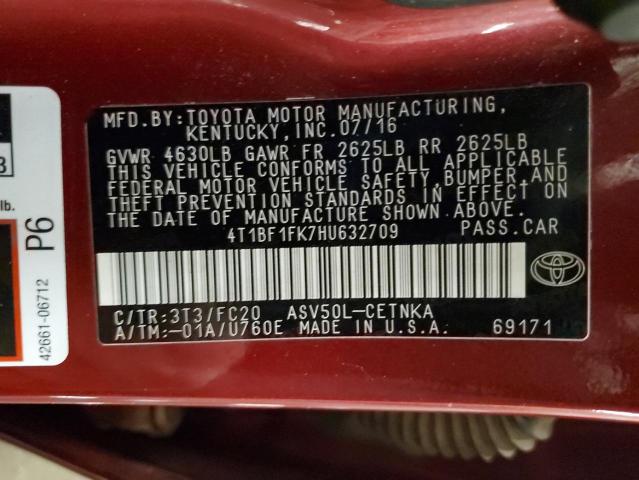 MFD.BY:TOYOTA MOTOR MANUFACTURING,
KENTUCKY, INC.07/16
GVWR 4630LB GAWR FR 2625LB RR 2625LB
THIS VEHICLE CONFORMS TO ALL APPLICABLE
FEDERAL MOTOR VEHICLE SAFETY, BUMPER AND
THEFT PREVENTION STANDARDS IN EFFECT ON
THE DATE OF MANUFACTURE SHOWN ABOVE.
4T1BF1FK7HU632709 PASS.CAR
C/TR:3T3/FC20 ASV50L-CETNKA
A/TM:-01A/U760E MADE IN U.S.A. 69171
3
lb.
P6
42661-06712